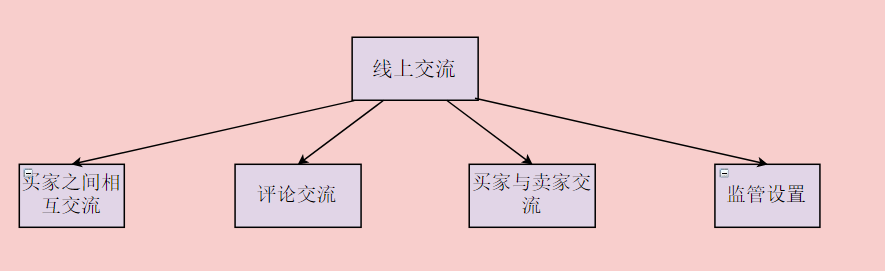 线上交流
买家之间相
互交流
评论交流
买家与卖家交
流
监管设置